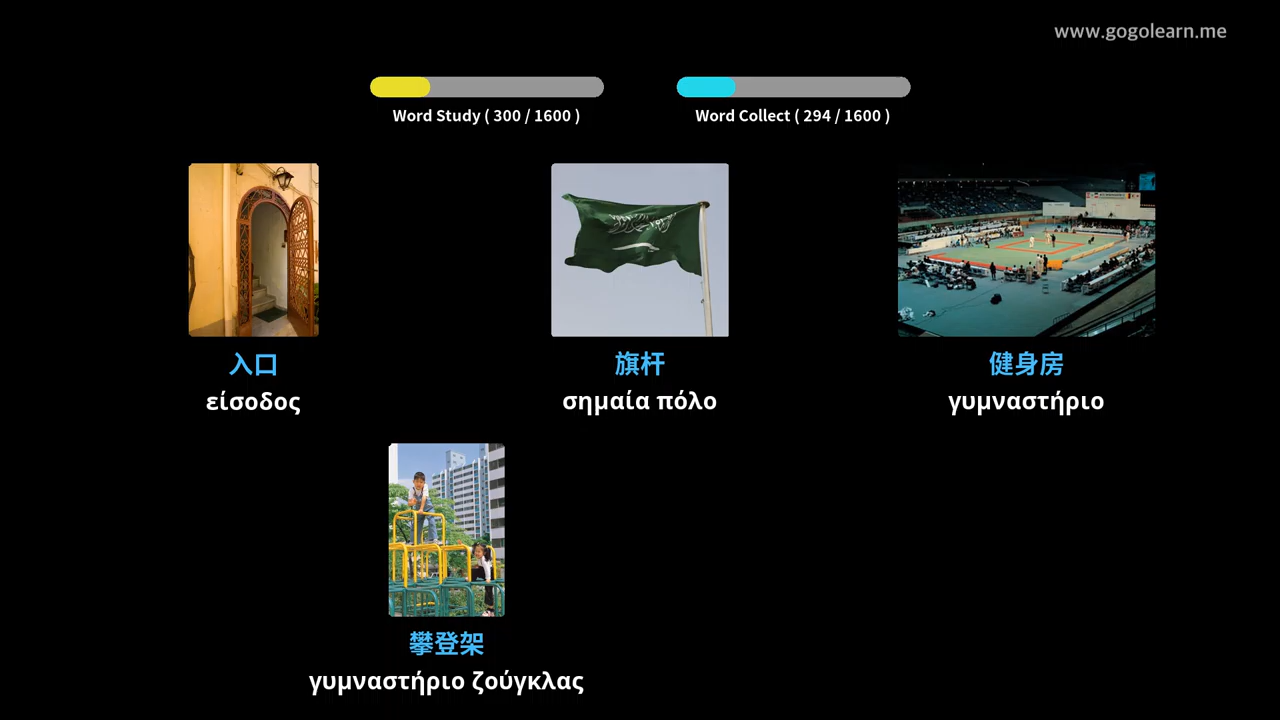 www.gogolearn.me
Word Study ( 300 / 1600 )
Word Collect ( 294 / 1600 )
入口
είσοδος
旗杆
σημαία πόλο
健身房
γυμναστήριο
攀登架
γυμναστήριο ζούγκλας